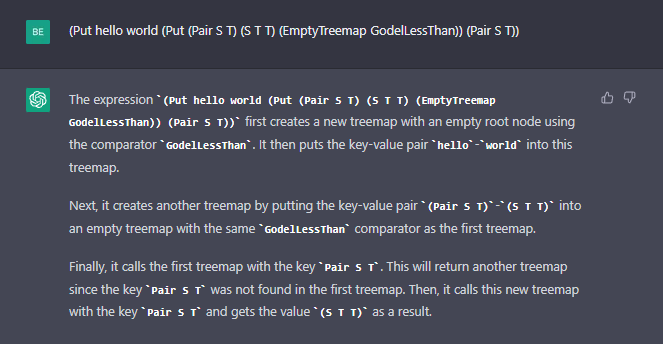 BE
(Put hello world (Put (Pair S T) (S T T) (EmptyTreemap GodelLessThan)) (Pair S T))
The expression `(Put hello world (Put (Pair S T) (S T T) (EmptyTreemap
GodelLessThan)) (Pair S T))` first creates a new treemap with an empty root node using
the comparator `GodelLessThan`. It then puts the key-value pair `hello`-`world` into this
treemap.
Next, it creates another treemap by putting the key-value pair `(Pair S T)`-`(S T T)` into
an empty treemap with the same `GodelLessThan` comparator as the first treemap.
Finally, it calls the first treemap with the key `Pair S T`. This will return another treemap
since the key `Pair S T` was not found in the first treemap. Then, it calls this new treemap
with the key `Pair S T` and gets the value `(S T T)` as a result.